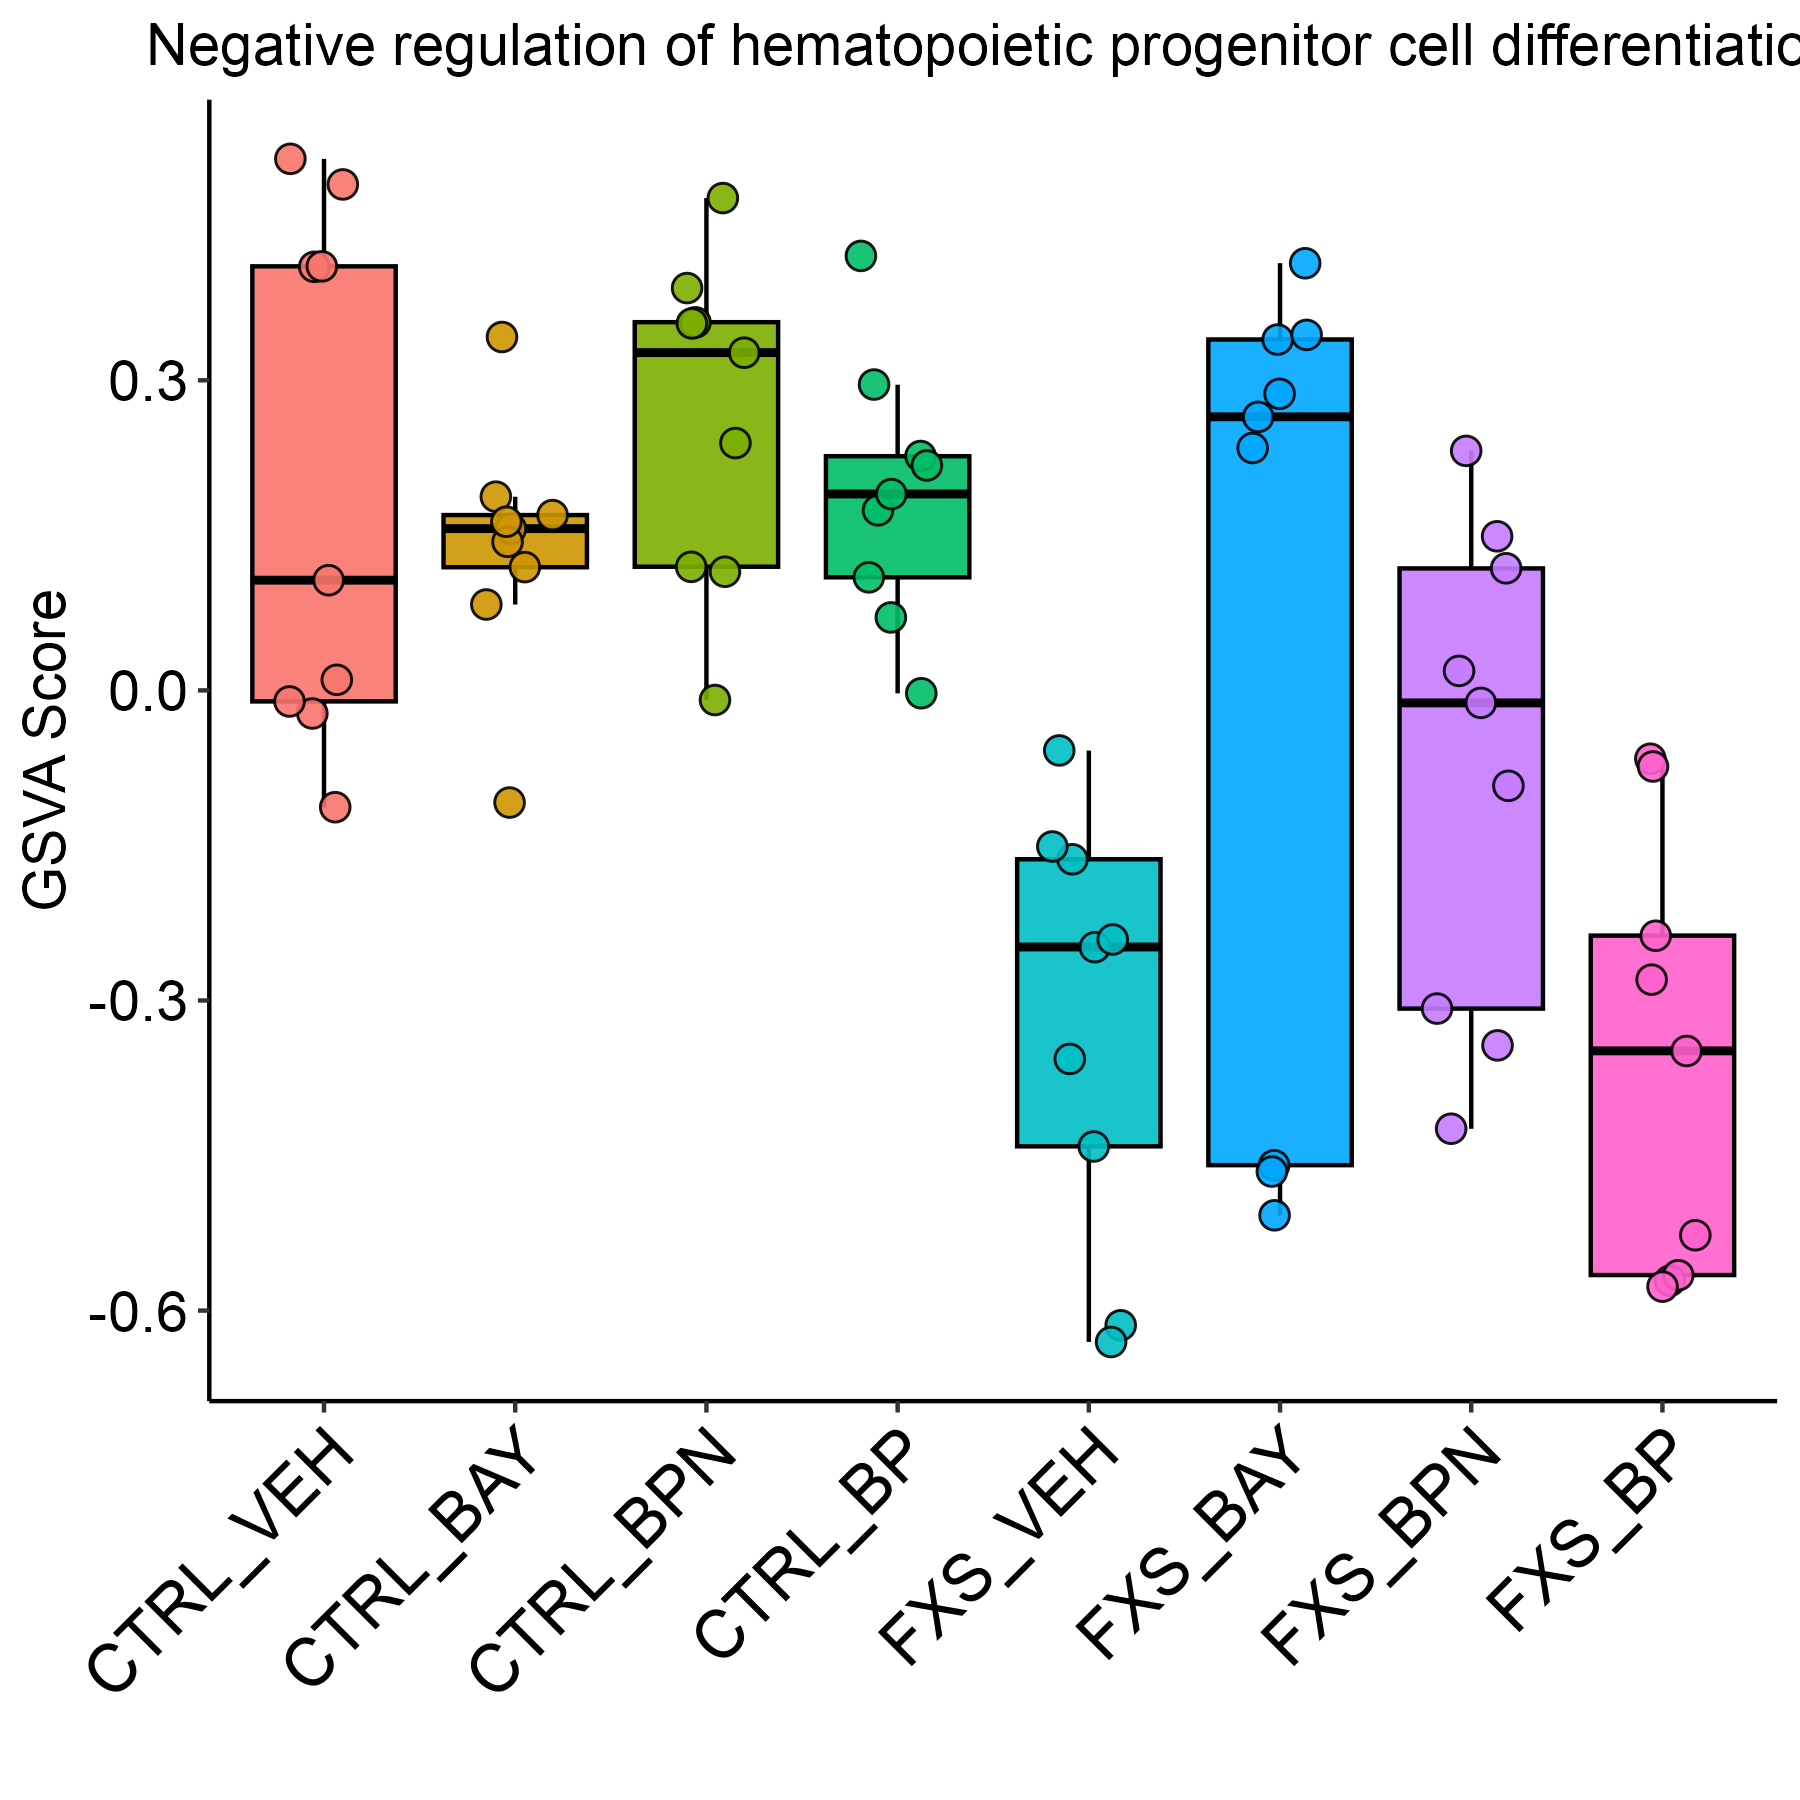 Negative regulation of hematopoietic progenitor cell differentiatio
GSVA Score
0.3
0.0
-0.3
-0.6
CTRL_VEH
CTRL_BAY
CTRL_BPN
CTRL_BP
FXS_VEH
FXS_BAY
FXS_BPN
FXS_BP